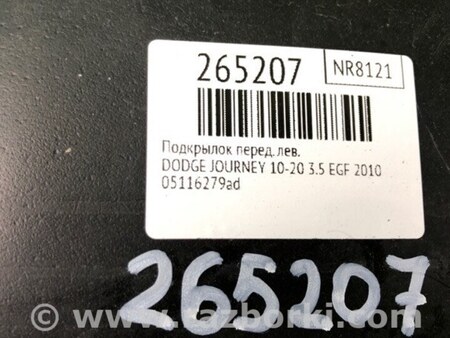 265207
NR8121
Подкрылок перед. лев.
DODGE JOURNEY 10-20 3.5 EGF 2010
05116279ad
265207
© www.razborki.com